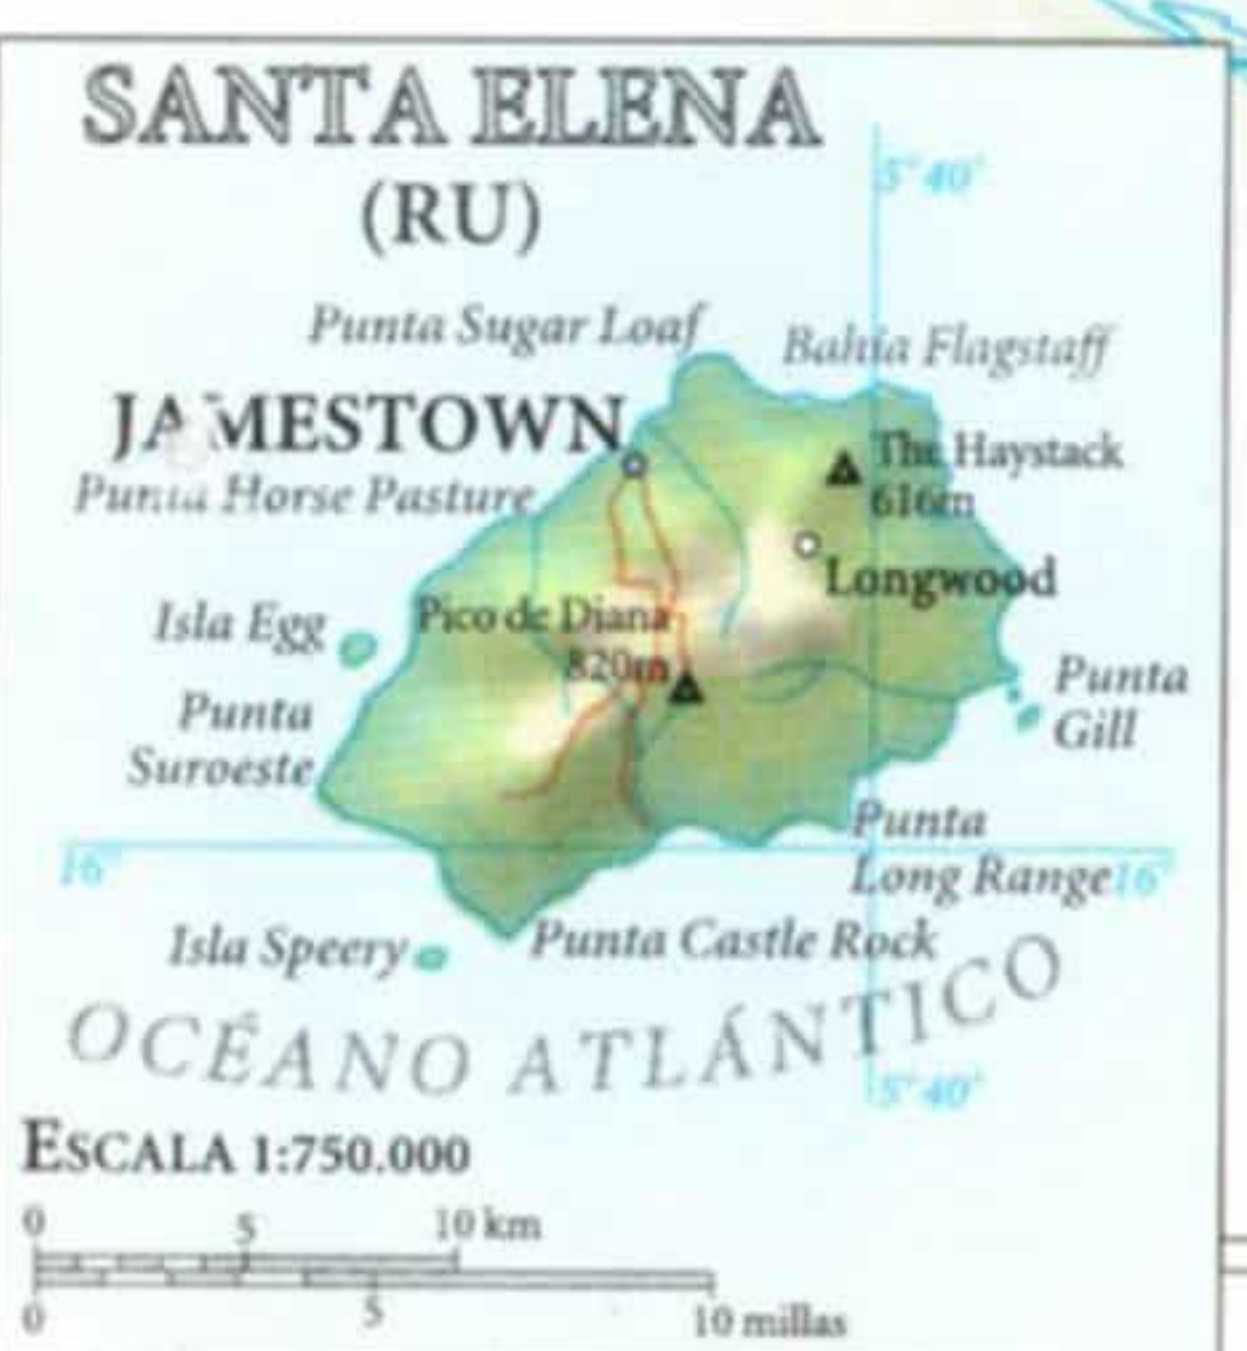 SANTA ELENA
(RU)
5°40'
Punta Sugar Loaf
Bahía Flagstaff
JAMESTOWN
The Haystack
616m
Punta Horse Pasture
Longwood
Pico de Diana
820m
Isla Egg
Punta
Gill
Punta
Suroeste
Punta
Long Range
16°
16°
Isla Speery
Punta Castle Rock
OCÉANO ATLÁNTICO
5°40'
ESCALA 1:750.000
0 5 10 km
0 5 10 millas